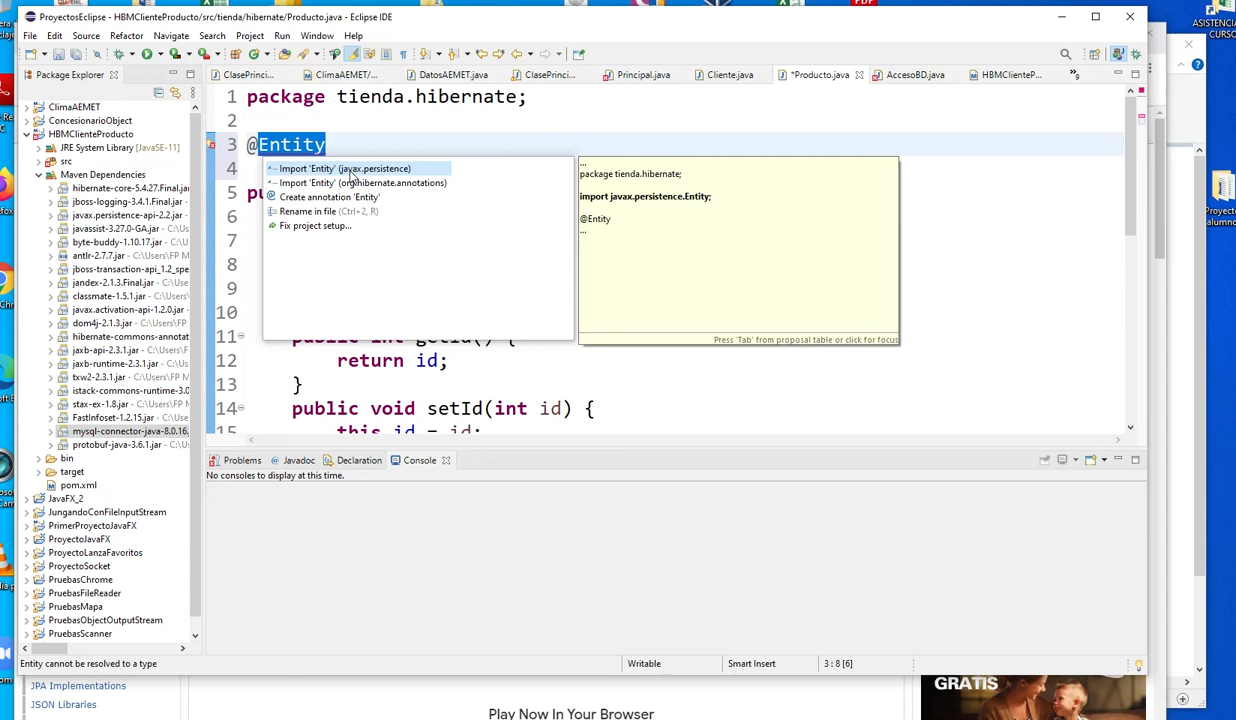 ProyectosEclipse - HBMClienteProducto/src/tienda/hibernate/Producto.java - Eclipse IDE
File Edit Source Refactor Navigate Search Project Run Window Help
Package Explorer
ClimaAEMET
ConcesionarioObject
HBMClienteProducto
JRE System Library [JavaSE-11]
src
Maven Dependencies
hibernate-core-5.4.27.Final.jar
jboss-logging-3.4.1.Final.jar
javax.persistence-api-2.2.jar -
javassist-3.27.0-GA.jar
byte-buddy-1.10.17.jar -
antlr-2.7.7.jar - C:\Users\FP M
jboss-transaction-api_1.2_spe
jandex-2.1.3.Final.jar
classmate-1.5.1.jar - C:\Users
javax.activation-api-1.2.0.jar -
dom4j-2.1.3.jar - C:\Users\FP
hibernate-commons-annotat
jaxb-api-2.3.1.jar - C:\Users\F
jaxb-runtime-2.3.1.jar
txw2-2.3.1.jar - C:\Users\FP M
istack-commons-runtime-3.0
stax-ex-1.8.jar - C:\Users\FP
FastInfoset-1.2.15.jar
mysql-connector-java-8.0.16.
protobuf-java-3.6.1.jar - C:\U
bin
target
pom.xml
JavaFX_2
JungandoConFileInputStream
PrimerProyectoJavaFX
ProyectoJavaFX
ProyectoLanzaFavoritos
ProyectoSocket
PruebasChrome
PruebasFileReader
PruebasMapa
PruebasObjectOutputStream
PruebasScanner
ClasePrinci... ClimaAEMET/... DatosAEMET.java ClasePrinci... Principal.java Cliente.java *Producto.java AccesoBD.java HBMClienteP... »9
1 package tienda.hibernate;
2
3 @Entity
4
5 pu
6
7
8
9
10
11 public int getId() {
12 return id;
13 }
14 public void setId(int id) {
15 this.id = id;
Import 'Entity' (javax.persistence)
Import 'Entity' (org.hibernate.annotations)
Create annotation 'Entity'
Rename in file (Ctrl+2, R)
Fix project setup...
...
package tienda.hibernate;
import javax.persistence.Entity;
@Entity
...
Press 'Tab' from proposal table or click for focus
Problems Javadoc Declaration Console
No consoles to display at this time.
Entity cannot be resolved to a type
Writable Smart Insert 3 : 8 [6]
JPA Implementations
JSON Libraries
Play Now In Your Browser
GRATIS
PDF
ASISTENCIA
CURSO
Proyecto
alumno